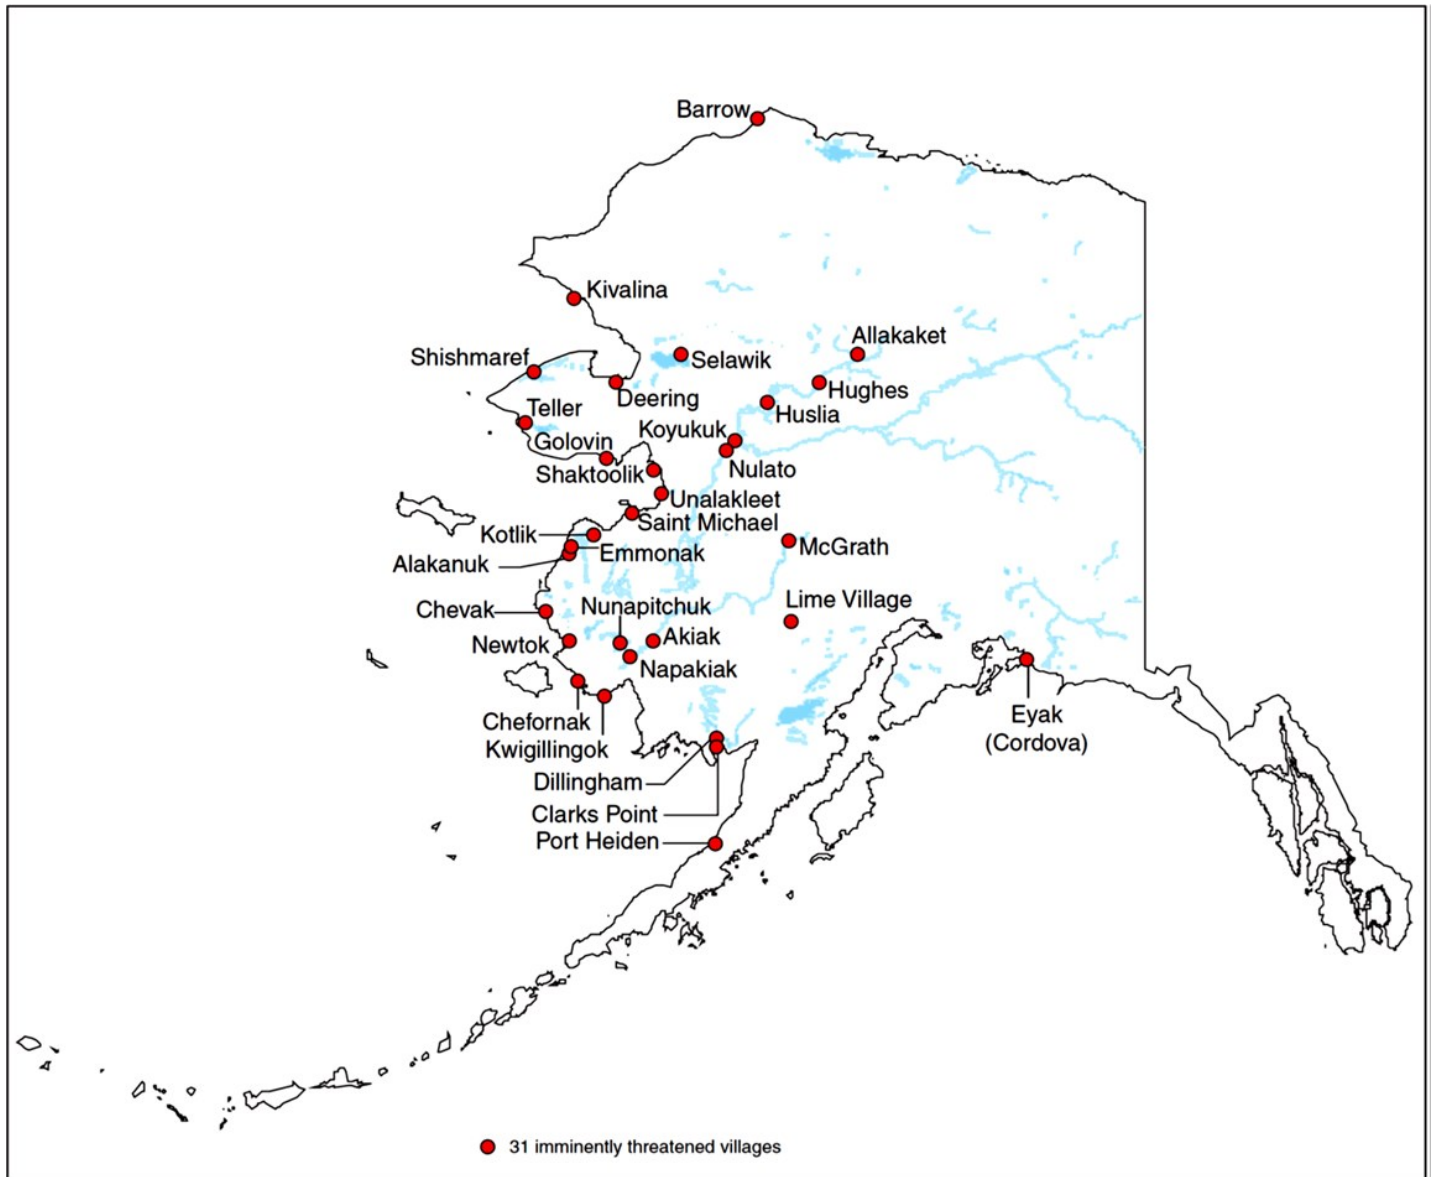 Barrow
Kivalina
Allakaket
Shishmaref
Selawik
Hughes
Deering
Teller
Huslia
Koyukuk
Golovin
Nulato
Shaktoolik
Unalakleet
Saint Michael
Kotlik
McGrath
Emmonak
Alakanuk
Lime Village
Nunapitchuk
Chevak
Akiak
Newtok
Napakiak
Eyak
(Cordova)
Chefornak
Kwigillingok
Dillingham
Clarks Point
Port Heiden
31 imminently threatened villages